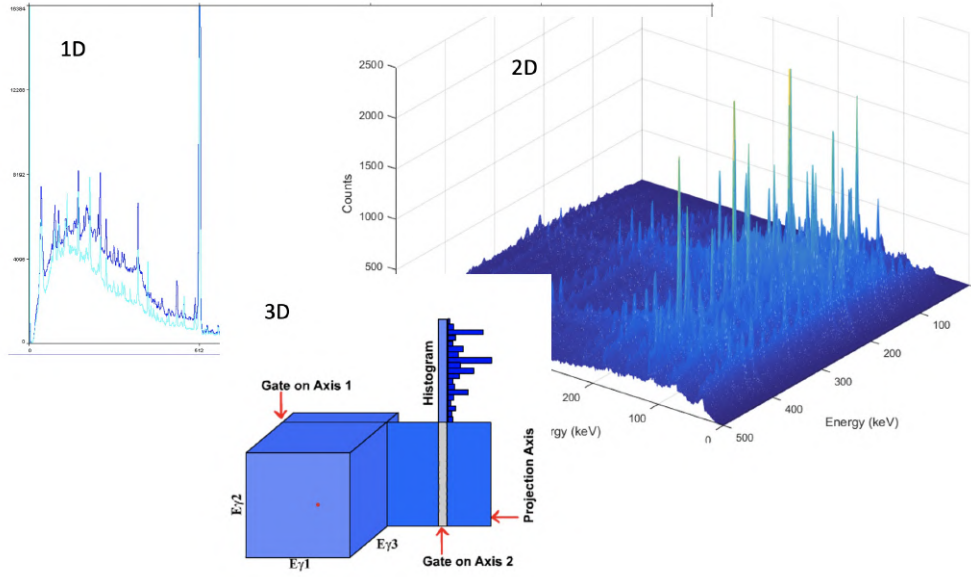 1D
16384
12288
8192
4096
0
0
512
2D
2500
2000
1500
1000
500
Counts
100
200
300
400
500
Energy (keV)
200
100
0
rgy (keV)
3D
Gate on Axis 1
Histogram
Projection Axis
Eγ2
Eγ1
Eγ3
Gate on Axis 2